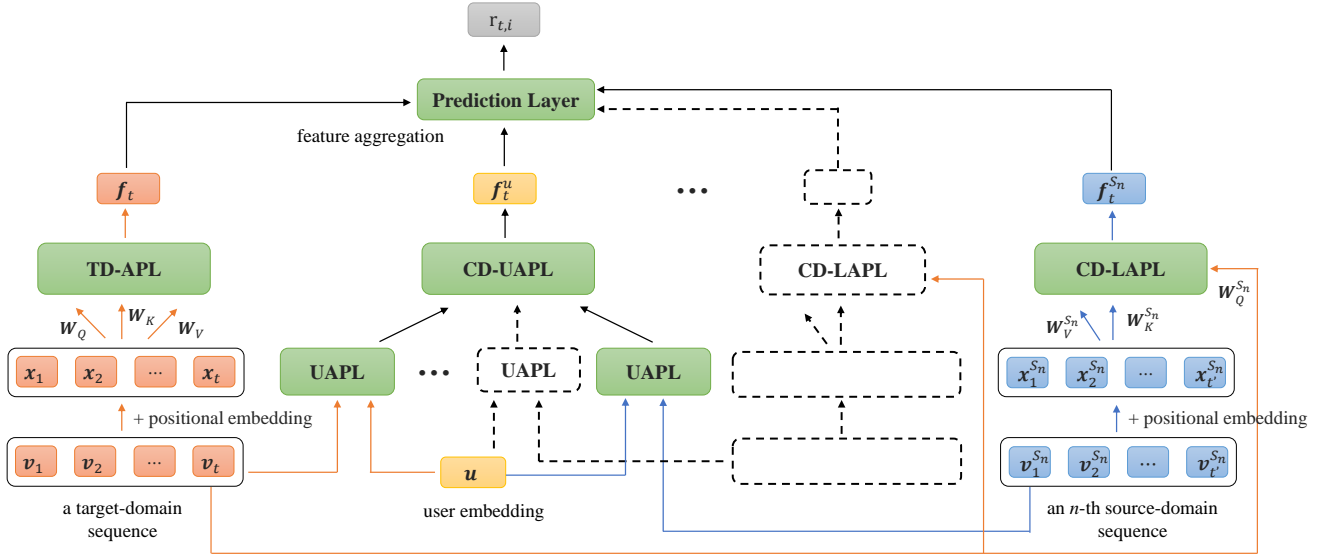 r_{t,i}
Prediction Layer
feature aggregation
f_t
f_t^u
•••
f_t^{S_n}
TD-APL
CD-UAPL
CD-LAPL
CD-LAPL
W_Q
W_K
W_V
W_V^{S_n}
W_K^{S_n}
W_Q^{S_n}
UAPL
•••
UAPL
UAPL
x_1 x_2 ⋯ x_t
x_1^{S_n} x_2^{S_n} ⋯ x_{t'}^{S_n}
+ positional embedding
+ positional embedding
v_1 v_2 ⋯ v_t
u
v_1^{S_n} v_2^{S_n} ⋯ v_{t'}^{S_n}
a target-domain
sequence
user embedding
an n-th source-domain
sequence